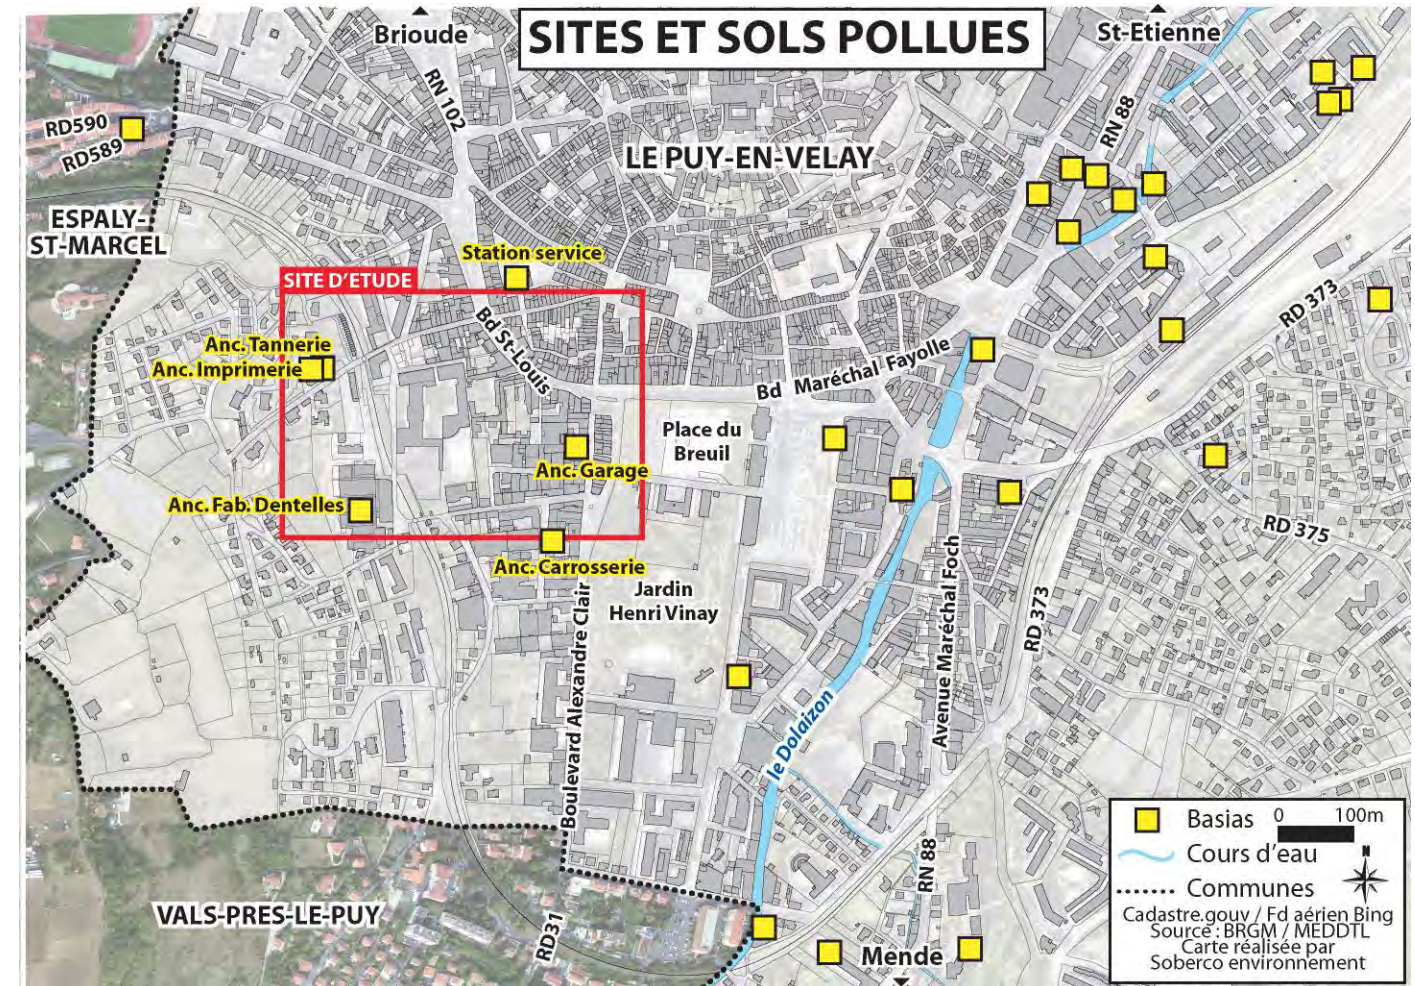 SITES ET SOLS POLLUES
Brioude
St-Etienne
RN 102
RN 88
RD590
RD589
LE PUY-EN-VELAY
ESPALY-
ST-MARCEL
Station service
SITE D'ETUDE
RD 373
Bd St-Louis
Anc. Tannerie
Anc. Imprimerie
Bd Maréchal Fayolle
Place du
Breuil
Anc. Garage
Anc. Fab. Dentelles
RD 375
Anc. Carrosserie
Jardin
Henri Vinay
Boulevard Alexandre Clair
Avenue Maréchal Foch
RD 373
le Dolaizon
RN 88
VALS-PRES-LE-PUY
RD31
Mende
Basias
0 100m
Cours d'eau
N
Communes
Cadastre.gouv / Fd aérien Bing
Source : BRGM / MEDDTL
Carte réalisée par
Soberco environnement